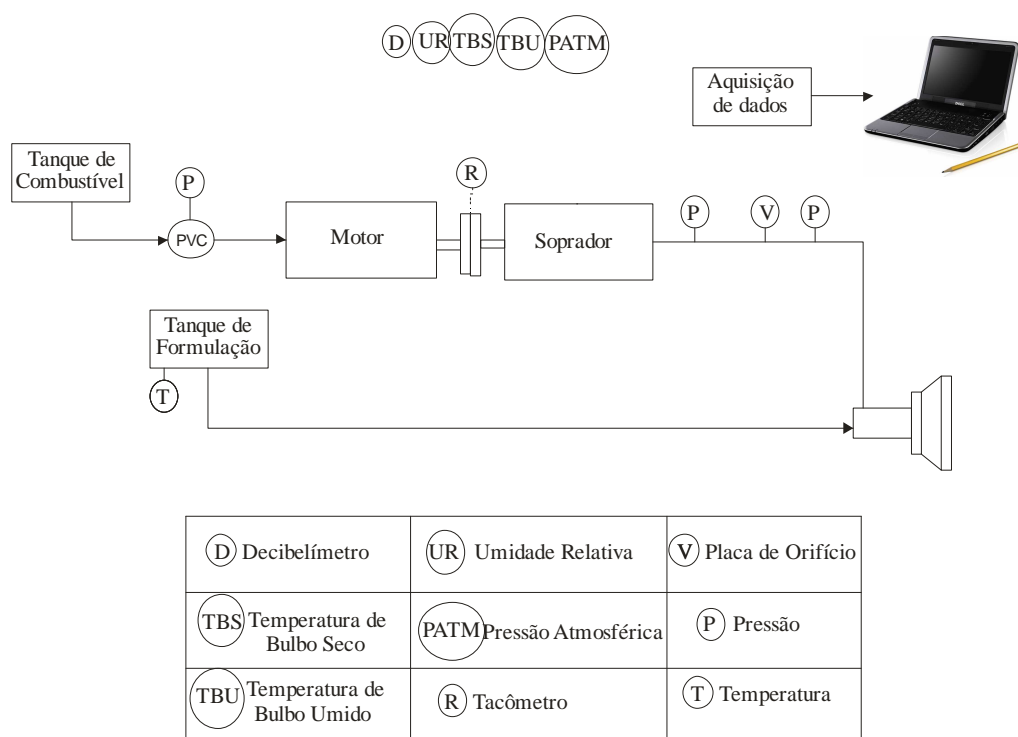 D UR TBS TBU PATM
Aquisição
de dados
Tanque de
Combustível
P
R
PVC
Motor
Soprador
P
V
P
Tanque de
Formulação
T
D Decibelímetro
UR Umidade Relativa
V Placa de Orifício
TBS Temperatura de
Bulbo Seco
PATM Pressão Atmosférica
P Pressão
TBU Temperatura de
Bulbo Umido
R Tacômetro
T Temperatura